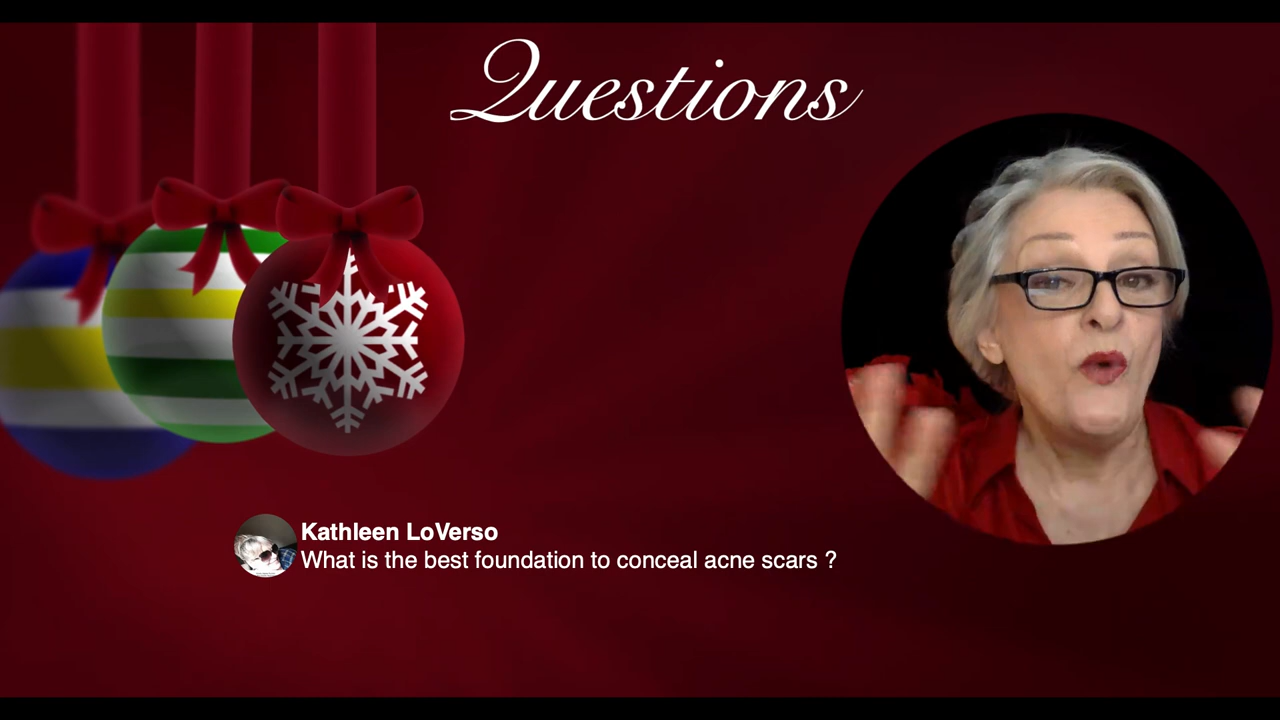 Questions
Kathleen LoVerso
What is the best foundation to conceal acne scars ?